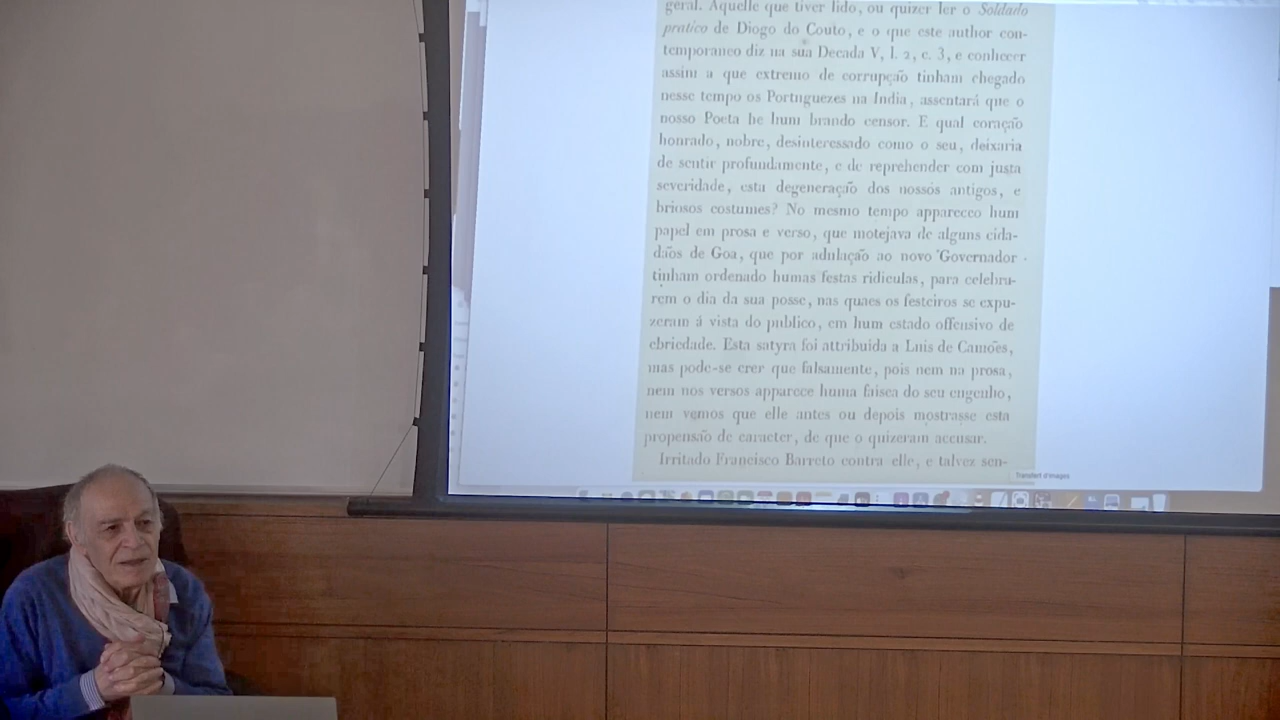 geral. Aquelle que tiver lido, ou quizer ler o Soldado
pratico de Diogo do Couto, e o que este author con-
temporaneo diz na sua Decada V, l. 2, c. 3, e conhecer
assim a que extremo de corrupção tinham chegado
nesse tempo os Portuguezes na India, assentará que o
nosso Poeta he hum brando censor. E qual coração
honrado, nobre, desinteressado como o seu, deixaria
de sentir profundamente, e de reprehender com justa
severidade, esta degeneração dos nossos antigos, e
briosos costumes? No mesmo tempo appareceo hum
papel em prosa e verso, que motejava de alguns cida-
dãos de Goa, que por adulação ao novo Governador
tinham ordenado humas festas ridiculas, para celebra-
rem o dia da sua posse, nas quaes os festeiros se expu-
zeram á vista do publico, em hum estado offensivo de
ebriedade. Esta satyra foi attribuida a Luis de Camões,
mas pode-se crer que falsamente, pois nem na prosa,
nem nos versos apparece huma faisca do seu engenho,
nem vemos que elle antes ou depois mostrasse esta
propensão de caracter, de que o quizeram accusar.
Irritado Francisco Barreto contra elle, e talvez sen-
Transfert d'images